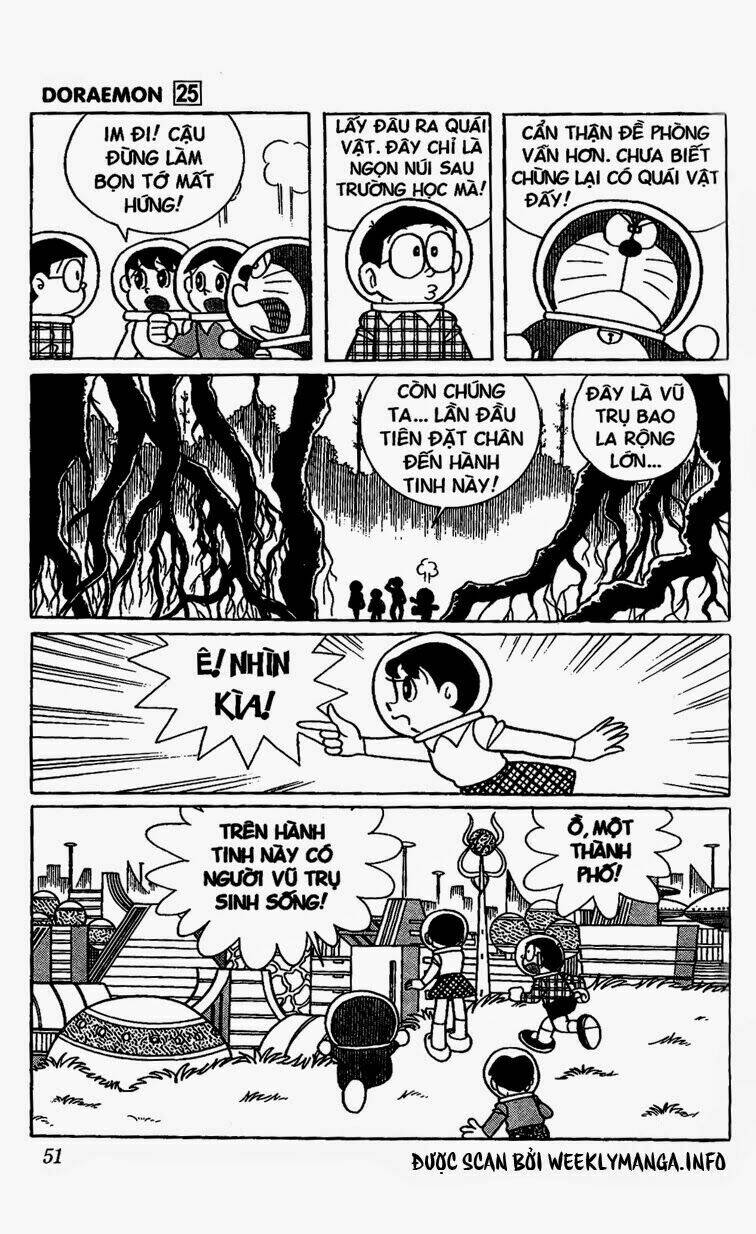 DORAEMON 25
CẨN THẬN ĐỀ PHÒNG
VẪN HƠN. CHƯA BIẾT
CHỪNG LẠI CÓ QUÁI VẬT
ĐẤY!
LẤY ĐÂU RA QUÁI
VẬT. ĐÂY CHỈ LÀ
NGỌN NÚI SAU
TRƯỜNG HỌC MÀ!
IM ĐI! CẬU
ĐỪNG LÀM
BỌN TỚ MẤT
HỨNG!
ĐÂY LÀ VŨ
TRỤ BAO
LA RỘNG
LỚN...
CÒN CHÚNG
TA... LẦN ĐẦU
TIÊN ĐẶT CHÂN
ĐẾN HÀNH
TINH NÀY!
Ê! NHÌN
KÌA!
Ồ, MỘT
THÀNH
PHỐ!
TRÊN HÀNH
TINH NÀY CÓ
NGƯỜI VŨ TRỤ
SINH SỐNG!
51
ĐƯỢC SCAN BỞI WEEKLYMANGA.INFO